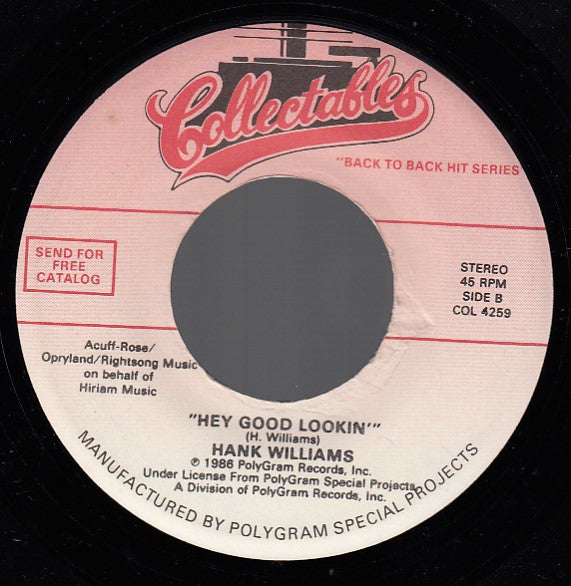 Collectables
"BACK TO BACK HIT SERIES
SEND FOR
FREE
CATALOG
STEREO
45 RPM
SIDE B
COL 4259
Acuff-Rose/
Opryland/Rightsong Music
on behalf of
Hiriam Music
"HEY GOOD LOOKIN'"
(H. Williams)
HANK WILLIAMS
℗ 1986 PolyGram Records, Inc.
Under License From PolyGram Special Projects
A Division of PolyGram Records, Inc.
MANUFACTURED BY POLYGRAM SPECIAL PROJECTS